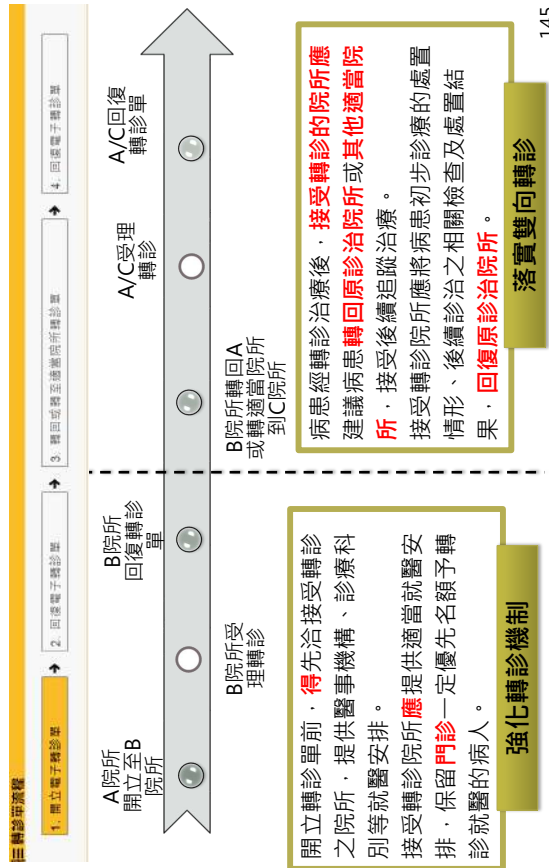 轉診單流程
1. 開立電子轉診單
2. 回復電子轉診單
3. 轉回或轉至適當院所轉診單
4. 回復電子轉診單
A院所
開立至B
院所
B院所受
理轉診
B院所
回復轉診
單
B院所轉回A
或轉適當院所
到C院所
A/C受理
轉診
A/C回復
轉診單
開立轉診單前，得先洽接受轉診
之院所，提供醫事機構、診療科
別等就醫安排。
接受轉診院所應提供適當就醫安
排，保留門診一定優先名額予轉
診就醫的病人。
強化轉診機制
病患經轉診治療後，接受轉診的院所應
建議病患轉回原診治院所或其他適當院
所，接受後續追蹤治療。
接受轉診院所應將病患初步診療的處置
情形、後續診治之相關檢查及處置結
果，回復原診治院所。
落實雙向轉診
145